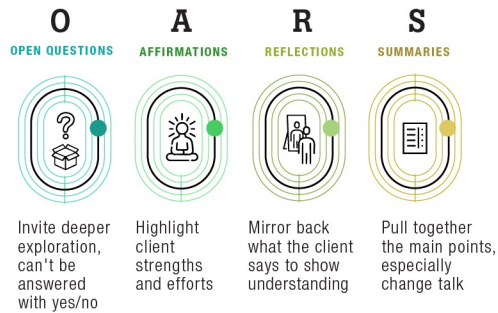 O
A
R
S
OPEN QUESTIONS
AFFIRMATIONS
REFLECTIONS
SUMMARIES
Invite deeper
exploration,
can't be
answered
with yes/no
Highlight
client
strengths
and efforts
Mirror back
what the client
says to show
understanding
Pull together
the main points,
especially
change talk